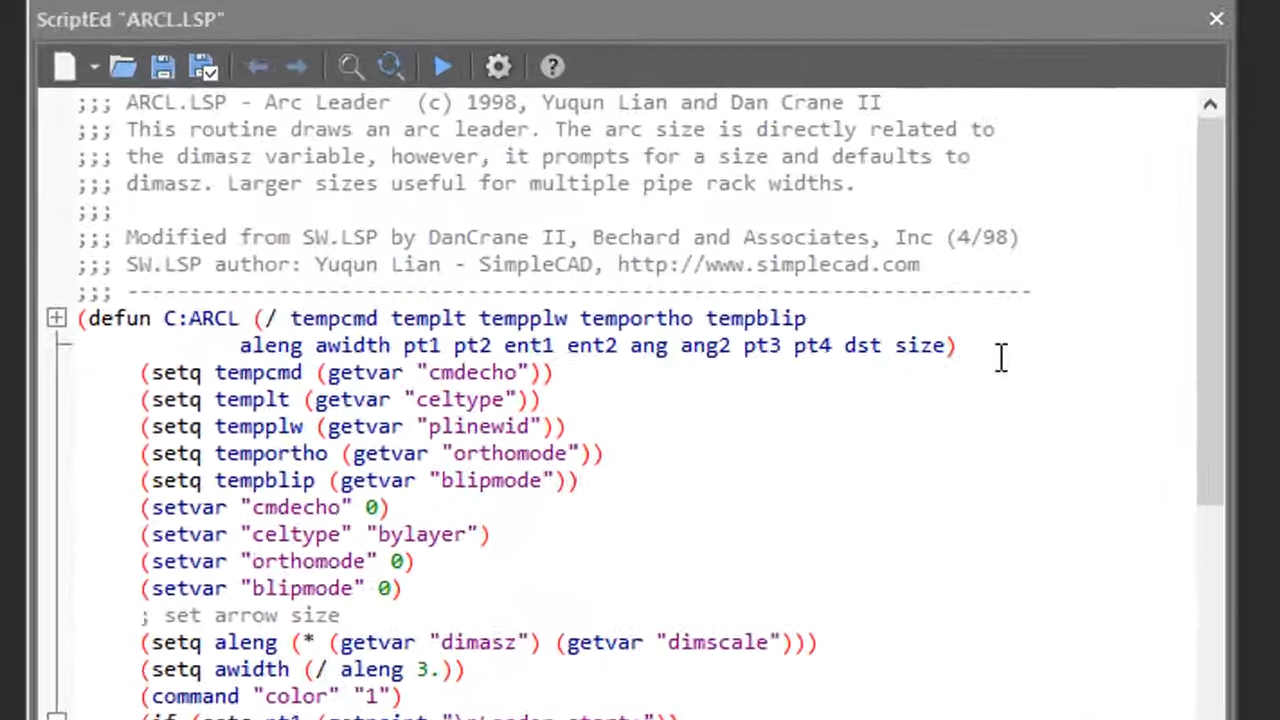 ScriptEd "ARCL.LSP"
;;; ARCL.LSP - Arc Leader (c) 1998, Yuqun Lian and Dan Crane II
;;; This routine draws an arc leader. The arc size is directly related to
;;; the dimasz variable, however, it prompts for a size and defaults to
;;; dimasz. Larger sizes useful for multiple pipe rack widths.
;;;
;;; Modified from SW.LSP by DanCrane II, Bechard and Associates, Inc (4/98)
;;; SW.LSP author: Yuqun Lian - SimpleCAD, http://www.simplecad.com
;;; ------------------------------------------------------------------------
(defun C:ARCL (/ tempcmd templt tempplw temportho tempblip
aleng awidth pt1 pt2 ent1 ent2 ang ang2 pt3 pt4 dst size)
(setq tempcmd (getvar "cmdecho"))
(setq templt (getvar "celtype"))
(setq tempplw (getvar "plinewid"))
(setq temportho (getvar "orthomode"))
(setq tempblip (getvar "blipmode"))
(setvar "cmdecho" 0)
(setvar "celtype" "bylayer")
(setvar "orthomode" 0)
(setvar "blipmode" 0)
; set arrow size
(setq aleng (* (getvar "dimasz") (getvar "dimscale")))
(setq awidth (/ aleng 3.))
(command "color" "1")